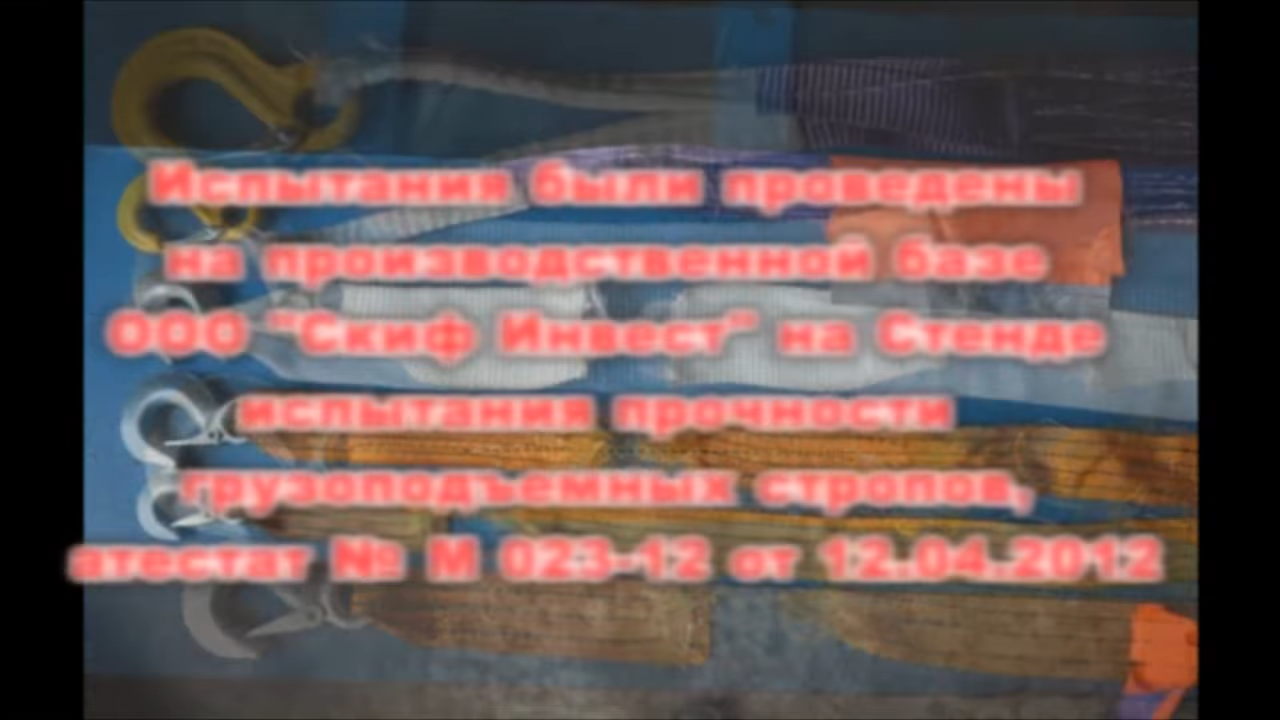 Испытания были проведены
на производственной базе
ООО "Скиф Инвест" на Стенде
испытания прочности
грузоподъемных стропов,
атестат № М 023-12 от 12.04.2012